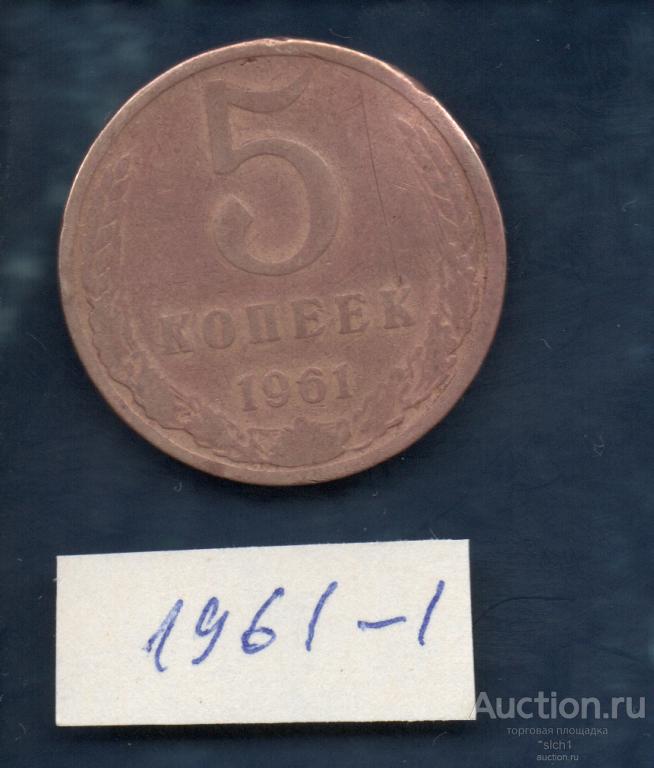 5
КОПЕЕК
1961
1961-1
Auction.ru
торговая площадка
"slch1
auction.ru